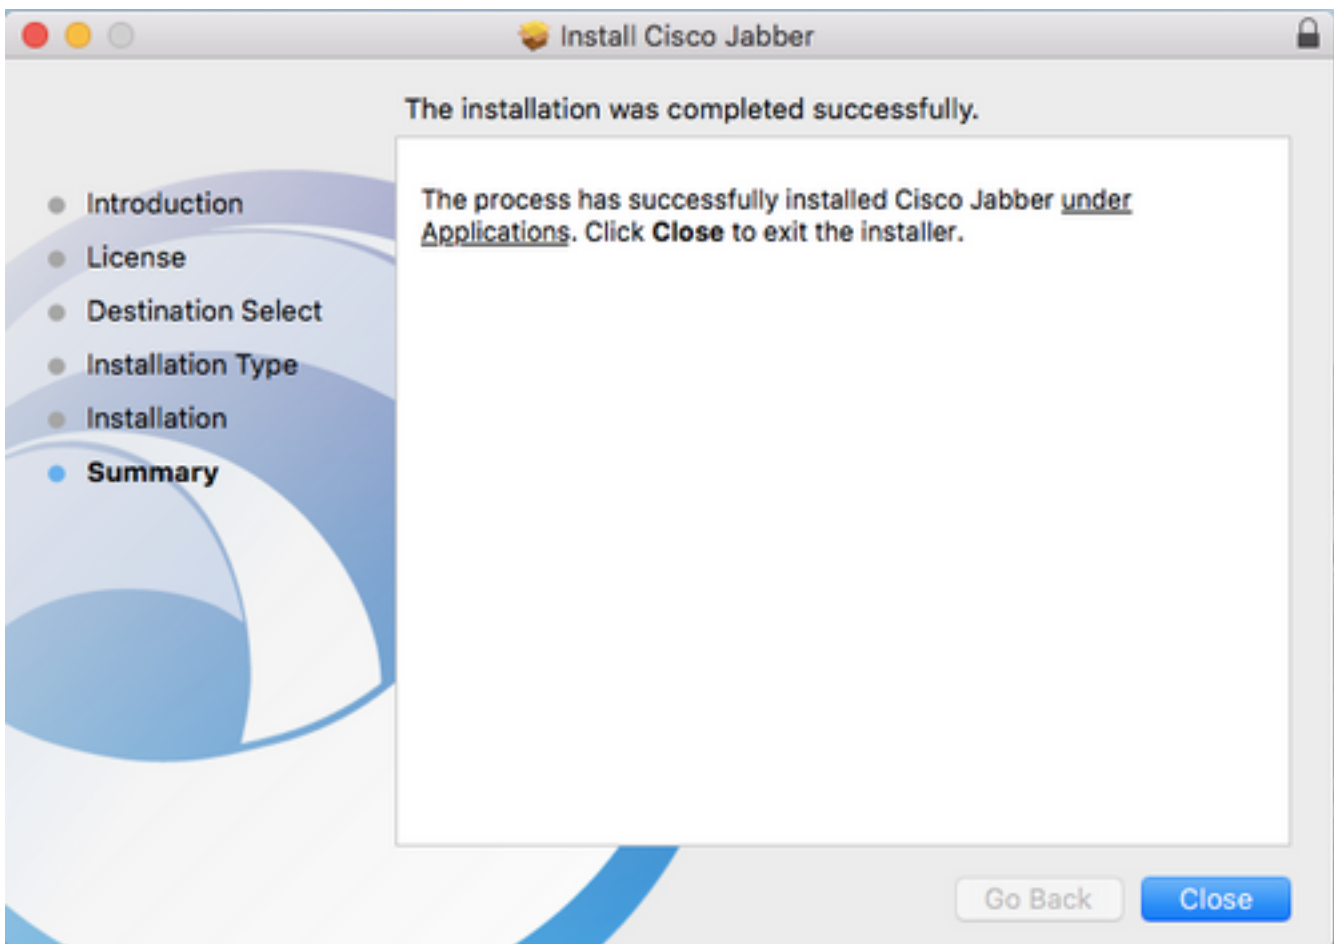 Install Cisco Jabber
The installation was completed successfully.
Introduction
License
Destination Select
Installation Type
Installation
Summary
The process has successfully installed Cisco Jabber under
Applications. Click Close to exit the installer.
Go Back
Close